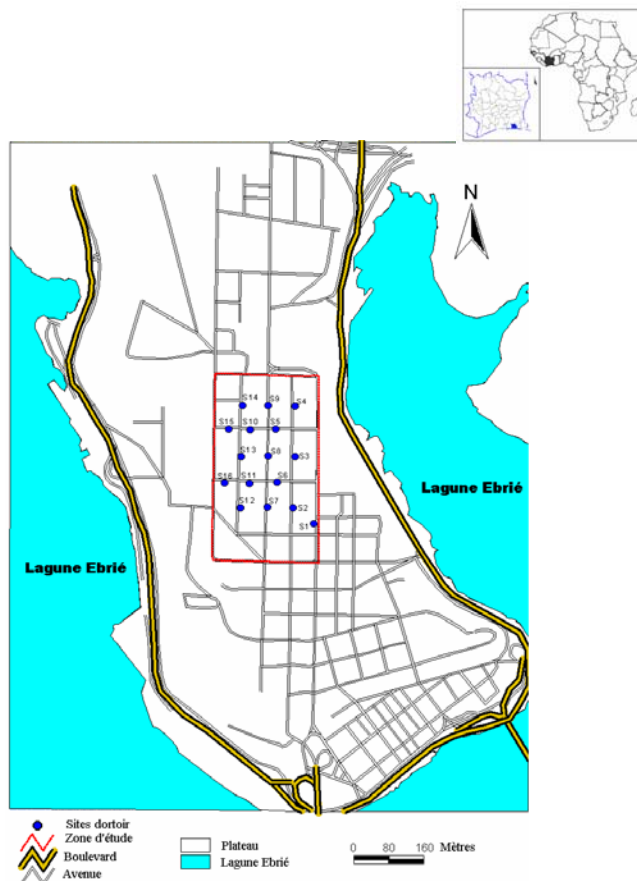 N
S14 S9 S4
S15 S10 S5
S13 S8 S3
S16 S11 S6
S12 S7 S2
S1
Lagune Ebrié
Lagune Ebrié
Sites dortoir
Zone d'étude
Boulevard
Avenue
Plateau
Lagune Ebrié
0 80 160 Mètres